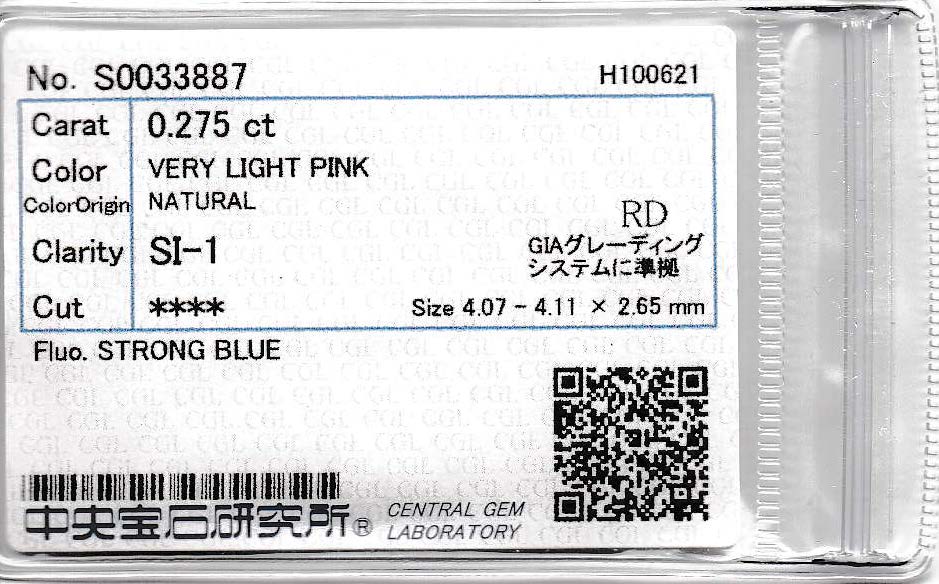 No. S0033887 H100621
Carat 0.275 ct
Color VERY LIGHT PINK
ColorOrigin NATURAL
RD
Clarity SI-1 GIAグレーディング
システムに準拠
Cut **** Size 4.07 - 4.11 × 2.65 mm
Fluo. STRONG BLUE
中央宝石研究所® CENTRAL GEM
LABORATORY